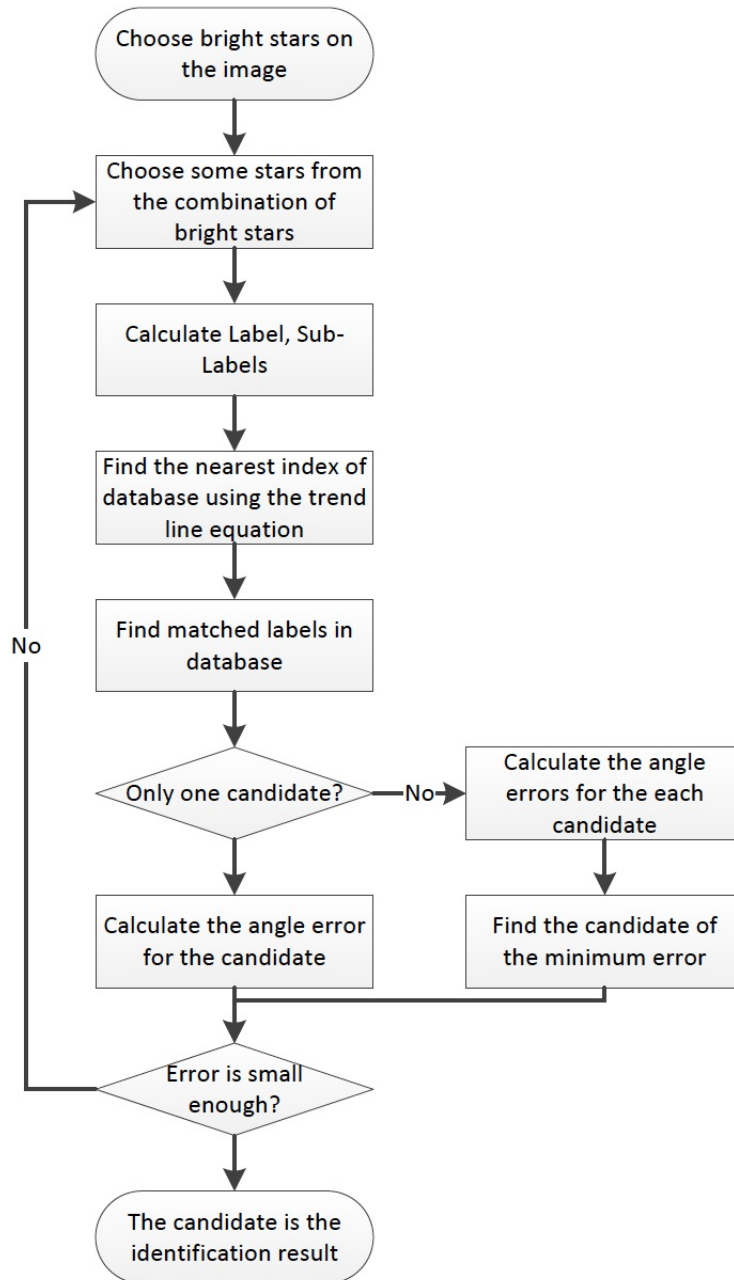 Choose bright stars on
the image
Choose some stars from
the combination of
bright stars
Calculate Label, Sub-
Labels
Find the nearest index of
database using the trend
line equation
Find matched labels in
database
No
Only one candidate?
No
Calculate the angle
errors for the each
candidate
Calculate the angle error
for the candidate
Find the candidate of
the minimum error
Error is small
enough?
The candidate is the
identification result